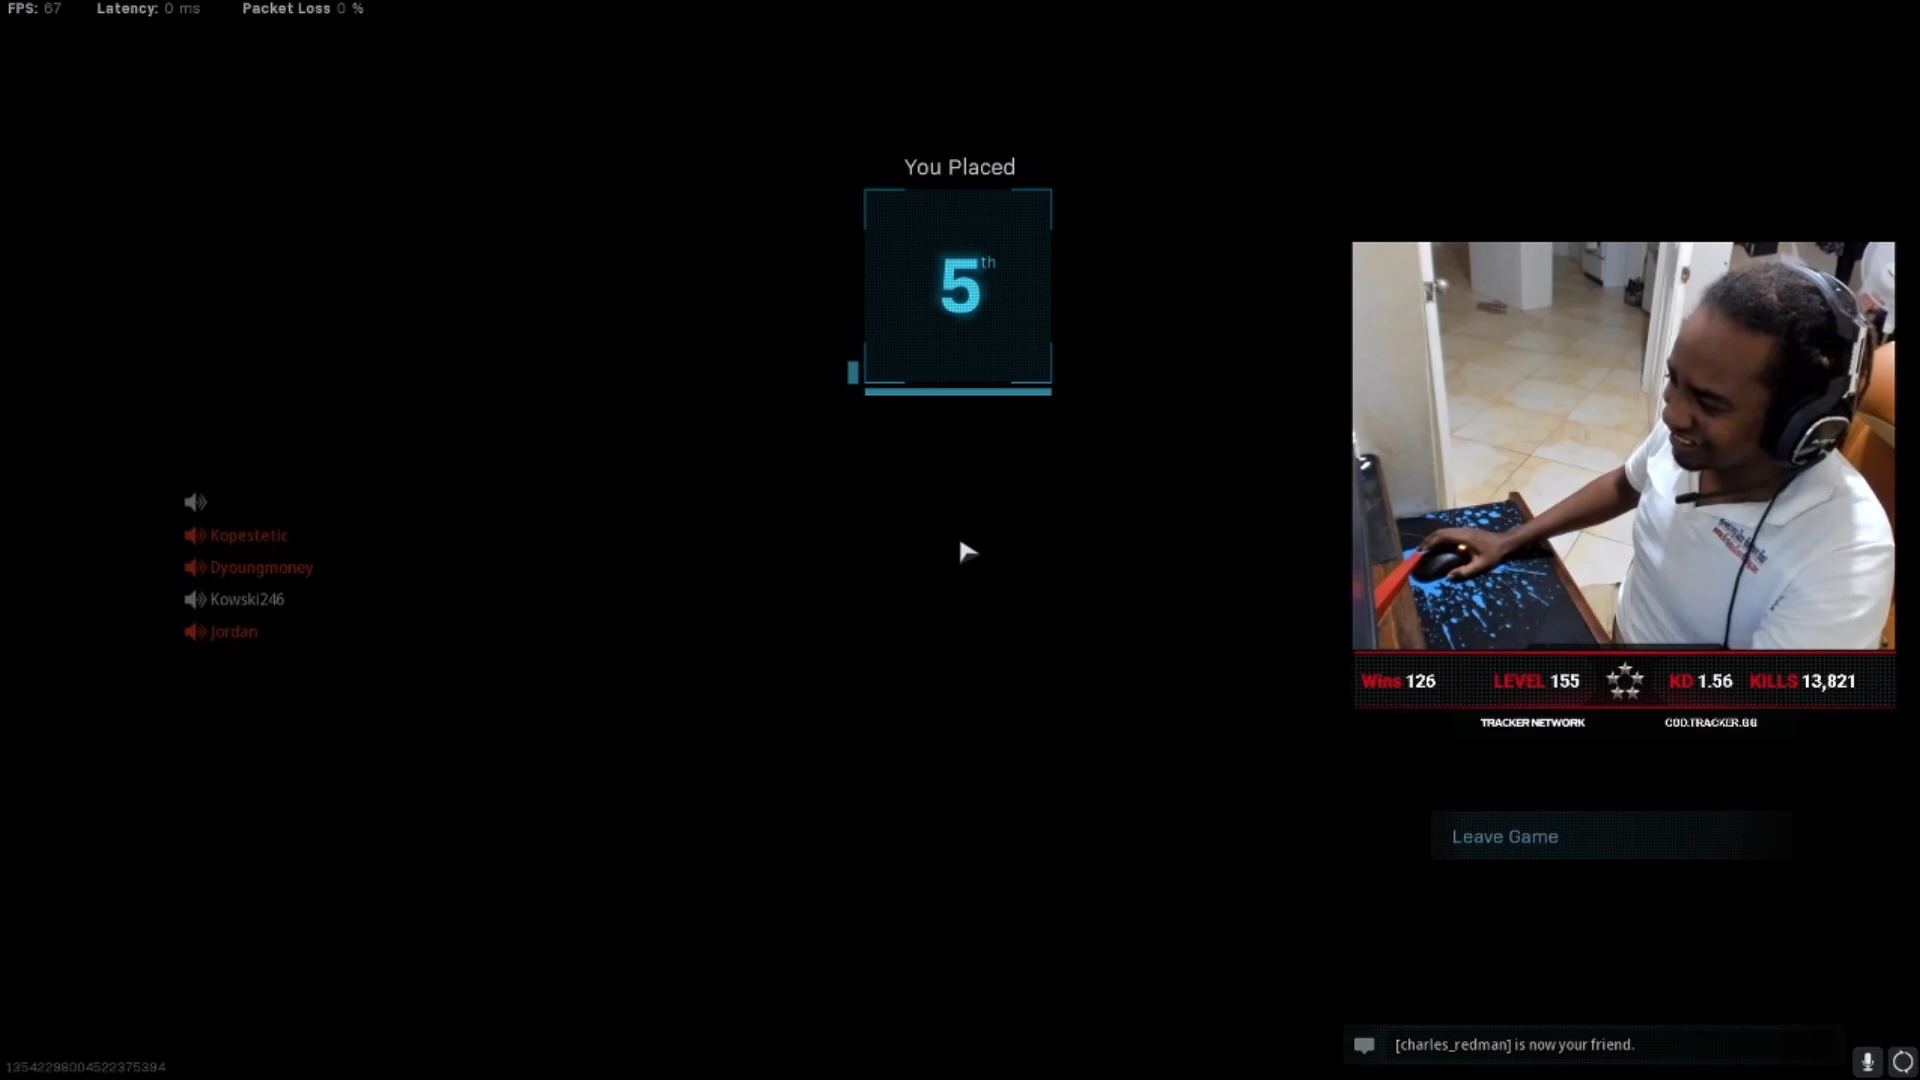 FPS: 67 Latency: 0 ms Packet Loss 0 %
You Placed
5th
Kopestetic
Dyoungmoney
Kowski246
Jordan
Wins 126 LEVEL 155 KD 1.56 KILLS 13,821
TRACKER NETWORK COD.TRACKER.GG
Leave Game
[charles_redman] is now your friend.
13542298004522375394